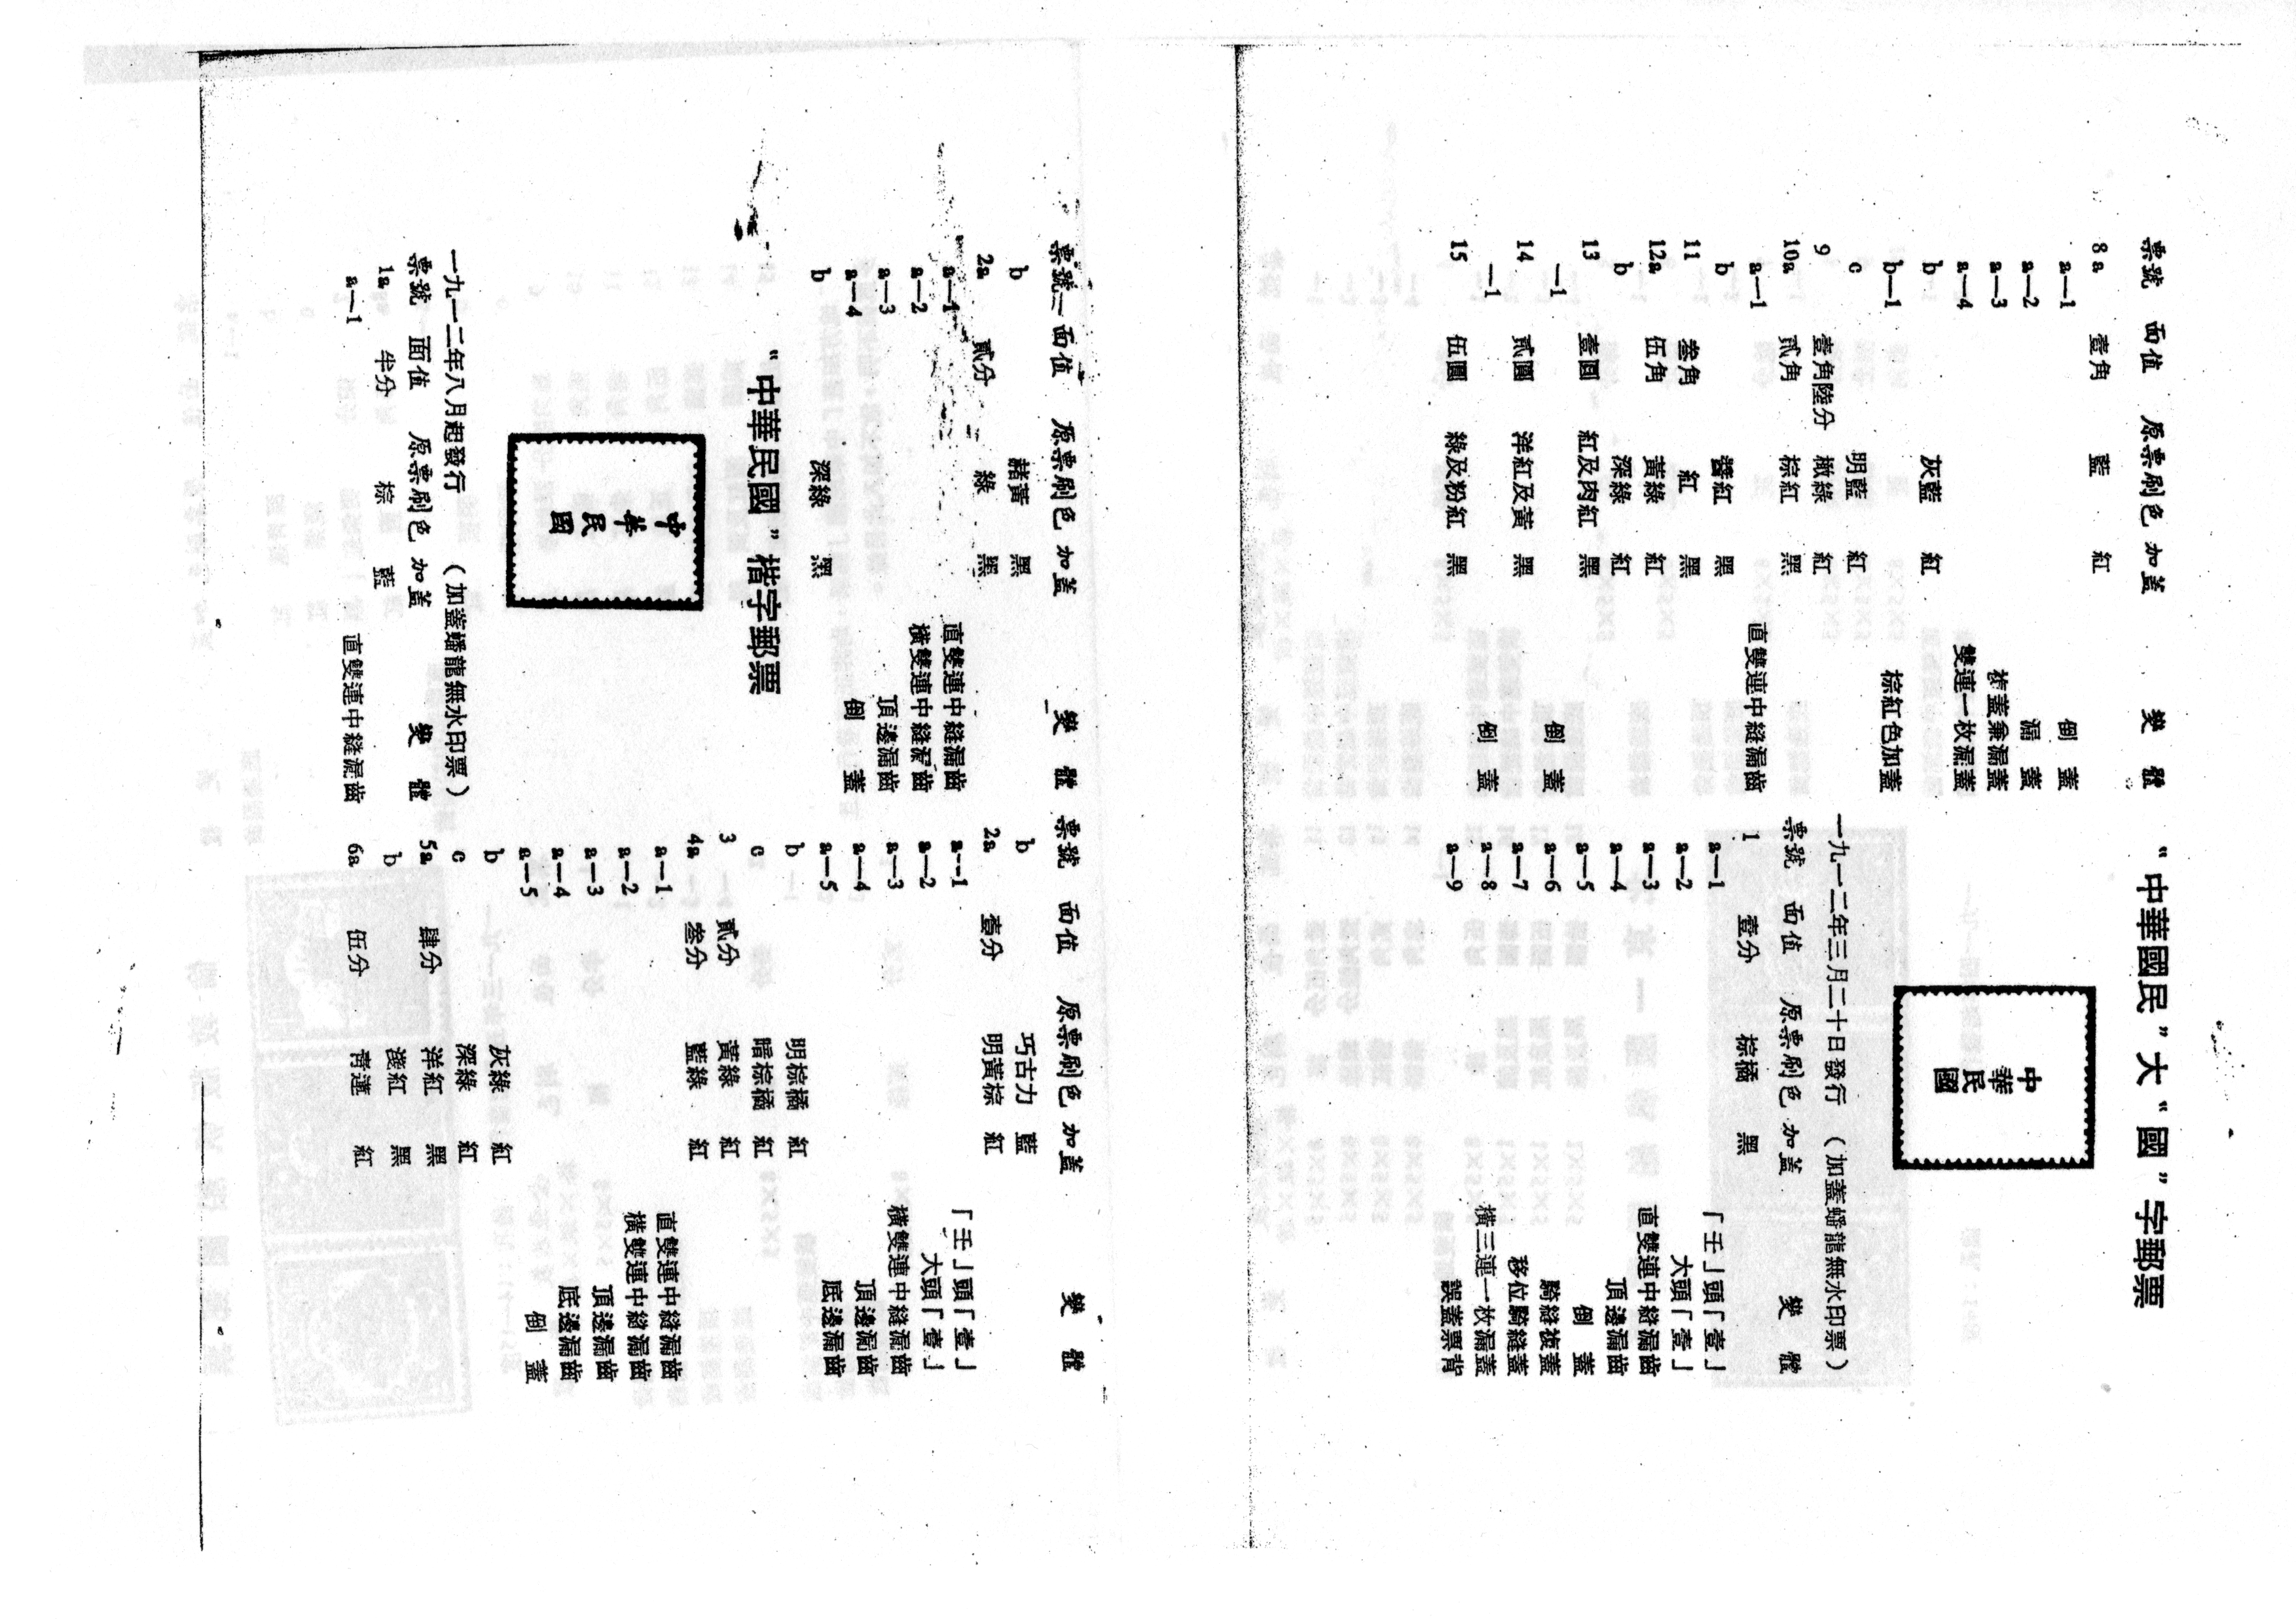 票號 面值 原票刷色 加蓋 變體
8a 壹角 藍 紅
a—1 倒蓋
a—2 漏蓋
a—3 複蓋兼漏蓋
a—4 雙連一枚漏蓋
b 灰藍 紅
b—1 棕紅色加蓋
c 明藍 紅
9 壹角陸分 橄綠 紅
10a 貳角 棕紅 黑
a—1 直雙連中縫漏齒
b 醬紅 黑
11 叁角 紅 黑
12a 伍角 黃綠 紅
b 深綠 紅
13 壹圓 紅及肉紅 黑
—1 倒蓋
14 貳圓 洋紅及黃 黑
—1 倒蓋
15 伍圓 綠及粉紅 黑
“中華國民”大“國”字郵票
中
華
民
國
一九一二年三月二十日發行 (加蓋蟠龍無水印票)
票號 面值 原票刷色 加蓋 變體
1 壹分 棕橘 黑
a—1 「壬」頭「壹」
a—2 大頭「壹」
a—3 直雙連中縫漏齒
a—4 頂邊漏齒
a—5 倒蓋
a—6 騎縫複蓋
a—7 移位騎縫蓋
a—8 橫三連一枚漏蓋
a—9 誤蓋票背
票號 面值 原票刷色 加蓋 變體
b 赭黃 黑
2a 貳分 綠 黑
a—1 直雙連中縫漏齒
a—2 橫雙連中縫漏齒
a—3 頂邊漏齒
a—4 倒蓋
b 深綠 黑
“中華民國”楷字郵票
中
華
民
國
一九一二年八月起發行 (加蓋蟠龍無水印票)
票號 面值 原票刷色 加蓋 變體
1a 半分 棕 藍
a—1 直雙連中縫漏齒
票號 面值 原票刷色 加蓋 變體
b 巧古力 藍
2a 壹分 明黃棕 紅
a—1 「壬」頭「壹」
a—2 大頭「壹」
a—3 橫雙連中縫漏齒
a—4 頂邊漏齒
a—5 底邊漏齒
b 明棕橘 紅
c 暗棕橘 紅
3 貳分 黃綠 紅
4a 叁分 藍綠 紅
a—1 直雙連中縫漏齒
a—2 橫雙連中縫漏齒
a—3 頂邊漏齒
a—4 底邊漏齒
a—5 倒蓋
b 灰綠 紅
c 深綠 紅
5a 肆分 洋紅 黑
b 淺紅 黑
6a 伍分 青蓮 紅